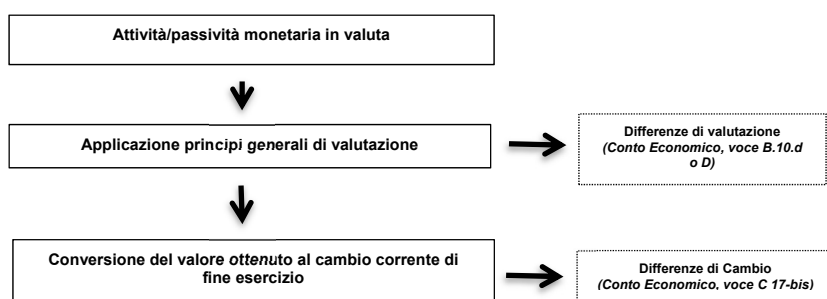 Attività/passività monetaria in valuta
Applicazione principi generali di valutazione
Differenze di valutazione
(Conto Economico, voce B.10.d
o D)
Conversione del valore ottenuto al cambio corrente di
fine esercizio
Differenze di Cambio
(Conto Economico, voce C 17-bis)